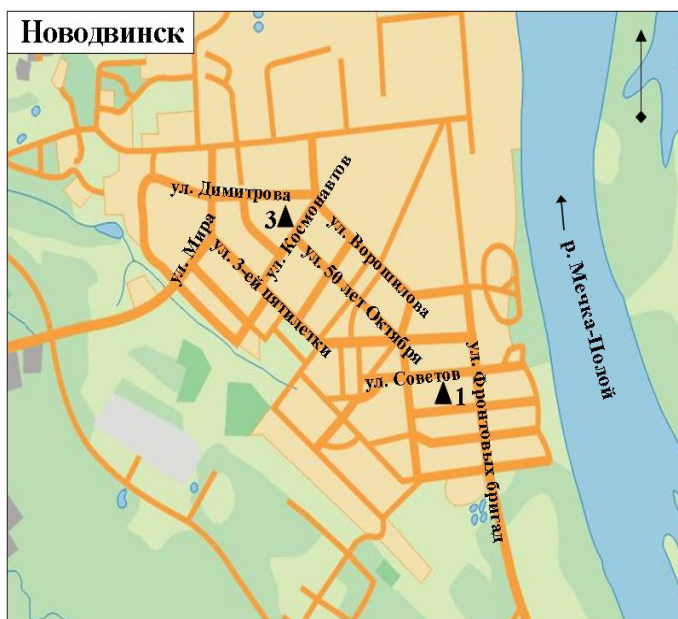 Новодвинск
ул. Димитрова
3
ул. Космонавтов
ул. Мира
ул. 3-ей пятилетки
ул. 50 лет Октября
ул. Ворошилова
р. Мечка-Полой
ул. Советов
1
ул. Фронтовых бригад